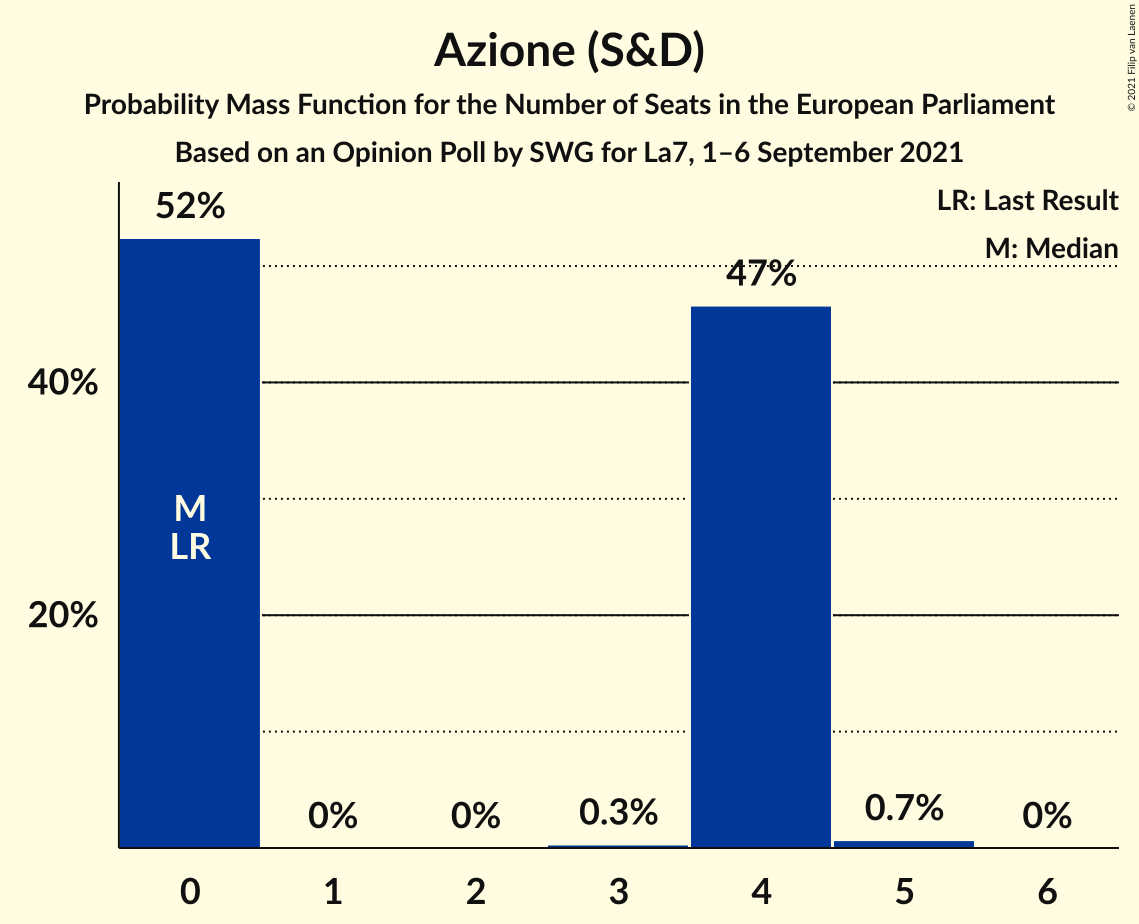 Azione (S&D)
Probability Mass Function for the Number of Seats in the European Parliament
Based on an Opinion Poll by SWG for La7, 1–6 September 2021
© 2021 Filip van Laenen
LR: Last Result
M: Median
52%
47%
40%
M
LR
20%
0%
0%
0.3%
0.7%
0%
0
1
2
3
4
5
6